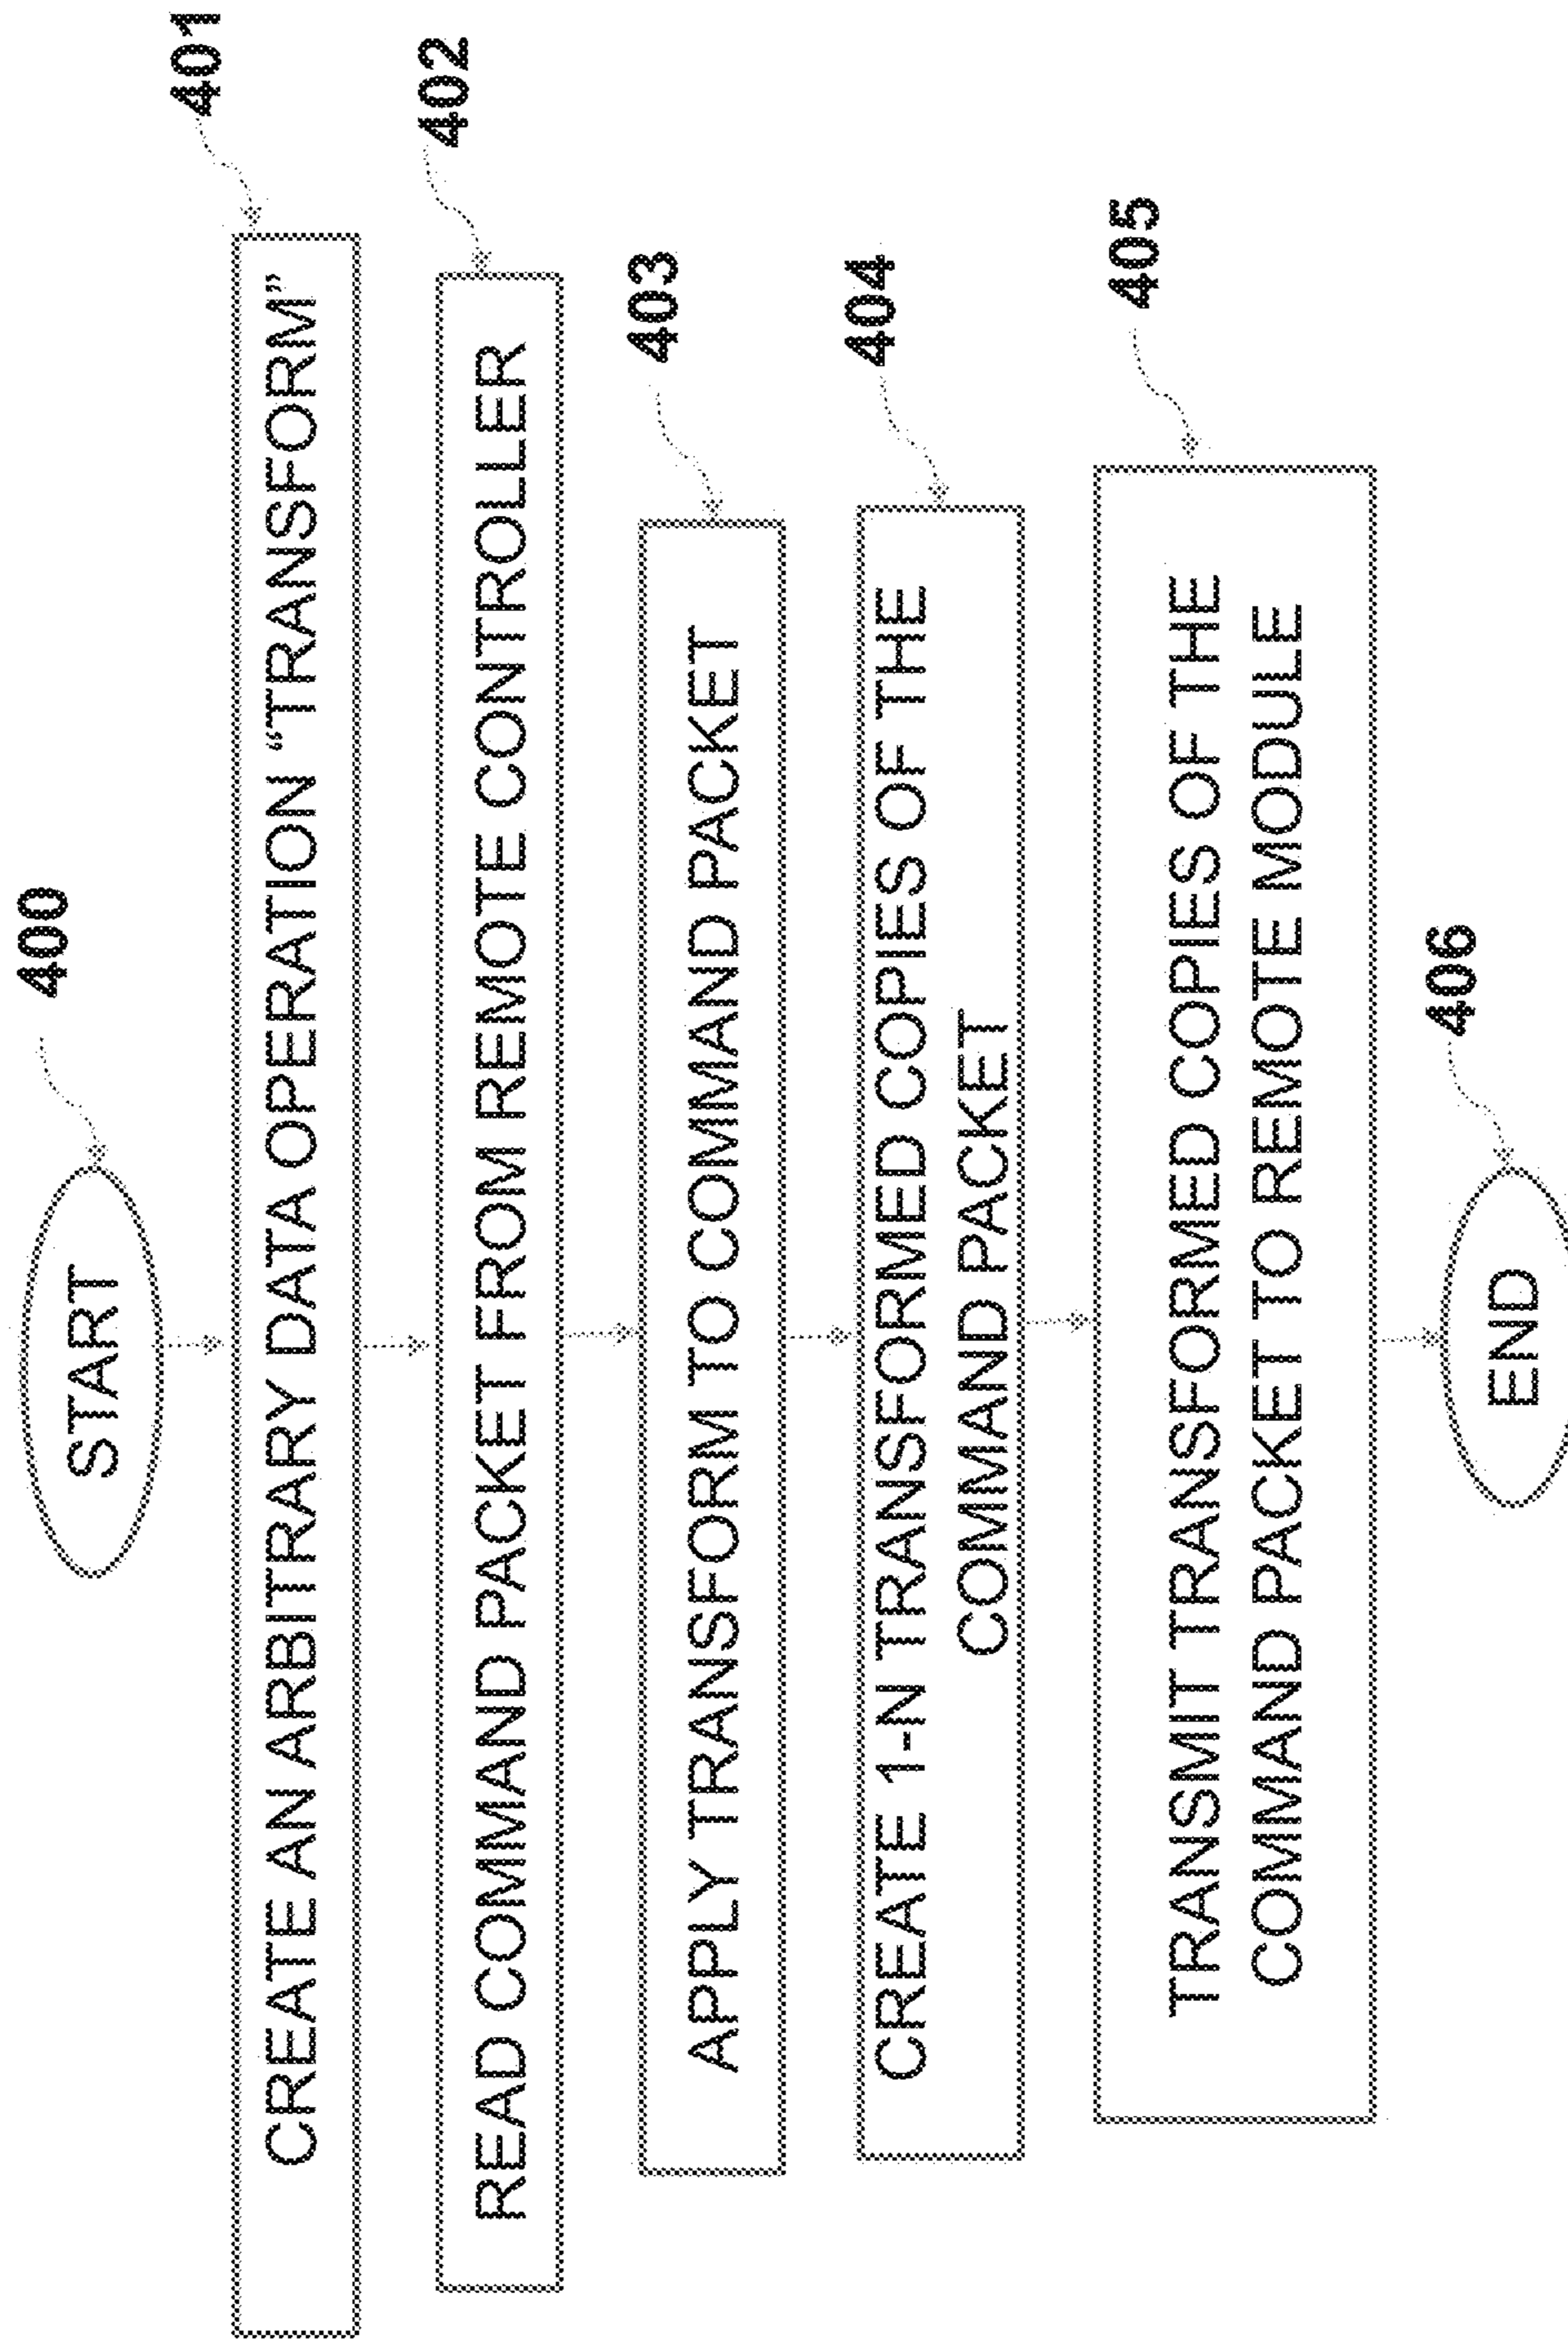 400
START
401
CREATE AN ARBITRARY DATA OPERATION “TRANSFORM”
402
READ COMMAND PACKET FROM REMOTE CONTROLLER
403
APPLY TRANSFORM TO COMMAND PACKET
404
CREATE 1-N TRANSFORMED COPIES OF THE
COMMAND PACKET
405
TRANSMIT TRANSFORMED COPIES OF THE
COMMAND PACKET TO REMOTE MODULE
406
END